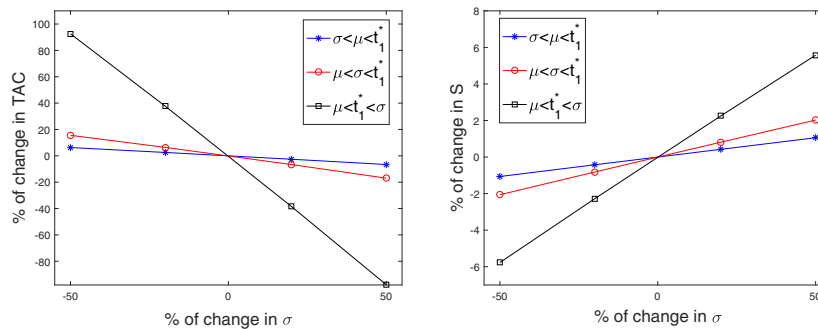 100
80
60
40
20
0
-20
-40
-60
-80
-50
0
50
% of change in TAC
% of change in σ
σ<μ<t₁*
μ<σ<t₁*
μ<t₁*<σ
8
6
4
2
0
-2
-4
-6
-50
0
50
% of change in S
% of change in σ
σ<μ<t₁*
μ<σ<t₁*
μ<t₁*<σ